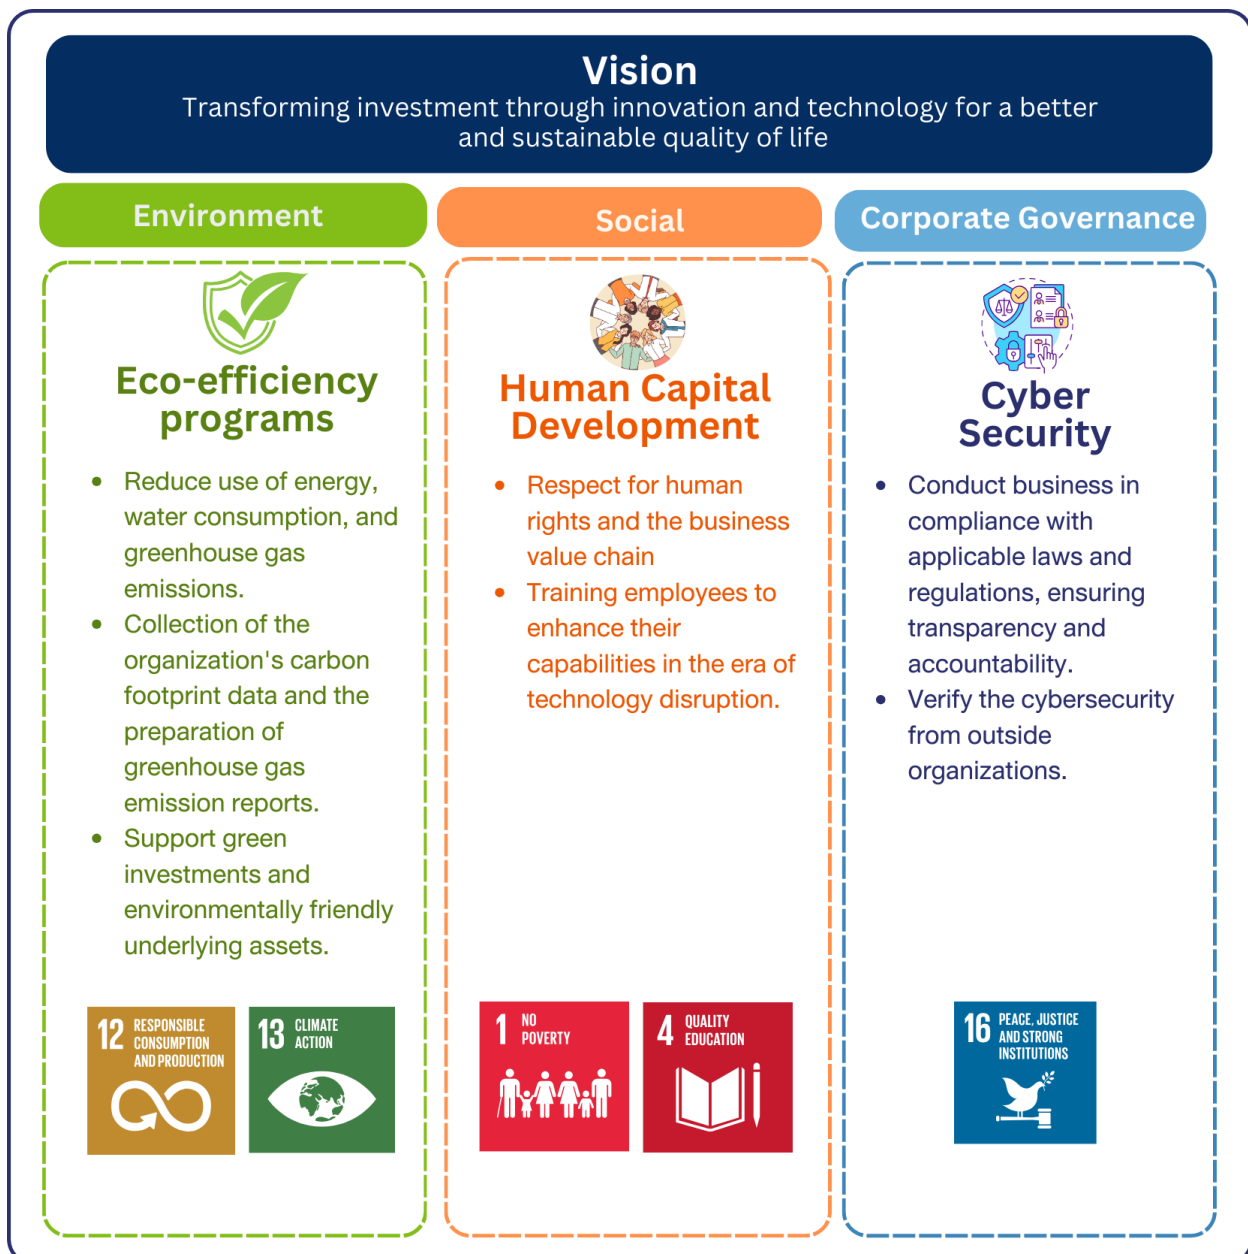 Vision
Transforming investment through innovation and technology for a better
and sustainable quality of life
Environment
Eco-efficiency
programs
• Reduce use of energy,
water consumption, and
greenhouse gas
emissions.
• Collection of the
organization's carbon
footprint data and the
preparation of
greenhouse gas
emission reports.
• Support green
investments and
environmentally friendly
underlying assets.
12 RESPONSIBLE
CONSUMPTION
AND PRODUCTION
13 CLIMATE
ACTION
Social
Human Capital
Development
• Respect for human
rights and the business
value chain
• Training employees to
enhance their
capabilities in the era of
technology disruption.
1 NO
POVERTY
4 QUALITY
EDUCATION
Corporate Governance
Cyber
Security
• Conduct business in
compliance with
applicable laws and
regulations, ensuring
transparency and
accountability.
• Verify the cybersecurity
from outside
organizations.
16 PEACE, JUSTICE
AND STRONG
INSTITUTIONS